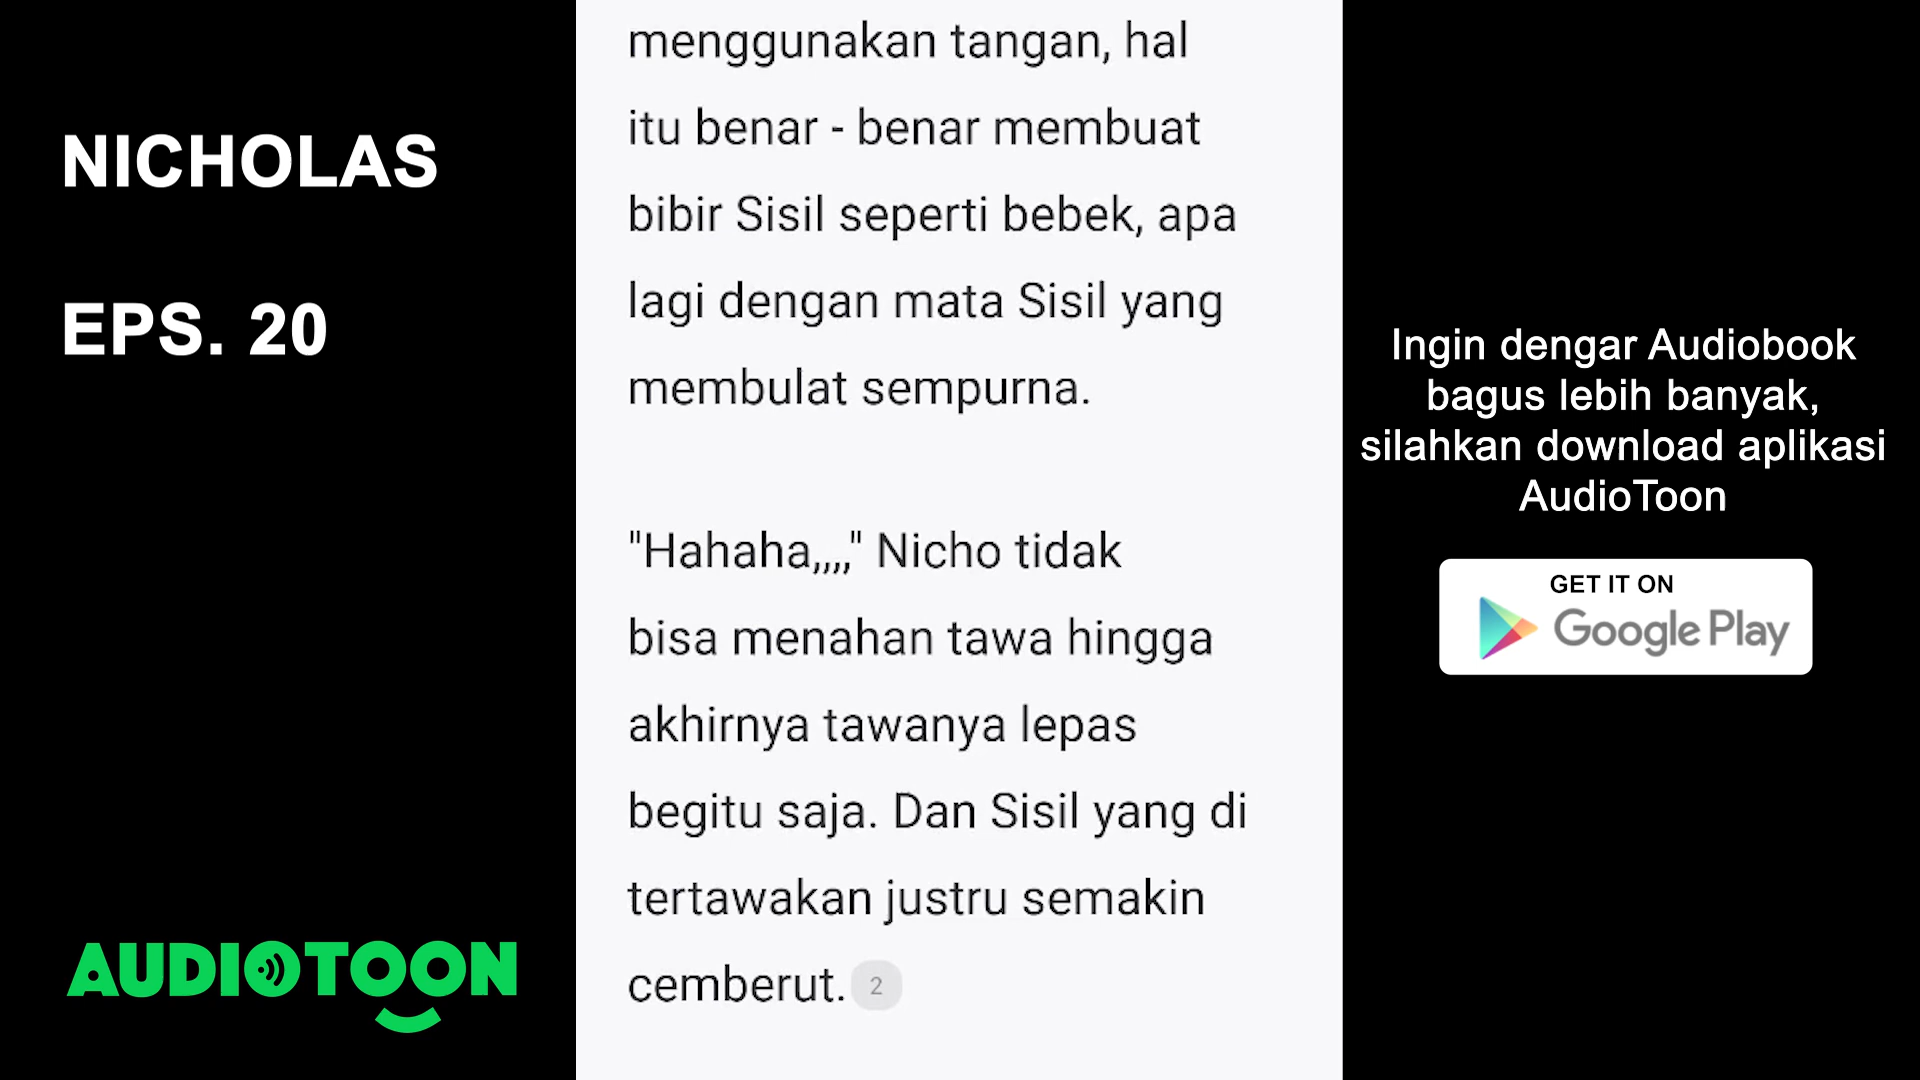 NICHOLAS
EPS. 20
AUDIOTOON
menggunakan tangan, hal
itu benar - benar membuat
bibir Sisil seperti bebek, apa
lagi dengan mata Sisil yang
membulat sempurna.
"Hahaha,,,," Nicho tidak
bisa menahan tawa hingga
akhirnya tawanya lepas
begitu saja. Dan Sisil yang di
tertawakan justru semakin
cemberut. 2
Ingin dengar Audiobook
bagus lebih banyak,
silahkan download aplikasi
AudioToon
GET IT ON
Google Play